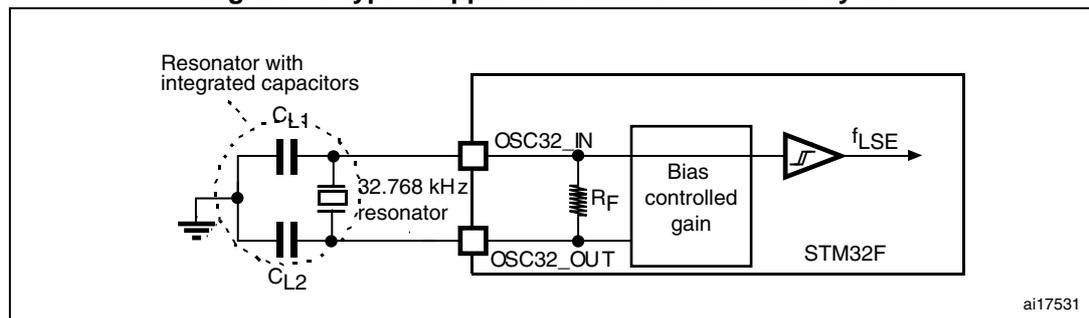 Resonator with
integrated capacitors
CL1
OSC32_IN
fLSE
Bias
controlled
gain
32.768 kHz
resonator
RF
STM32F
OSC32_OUT
CL2
ai17531